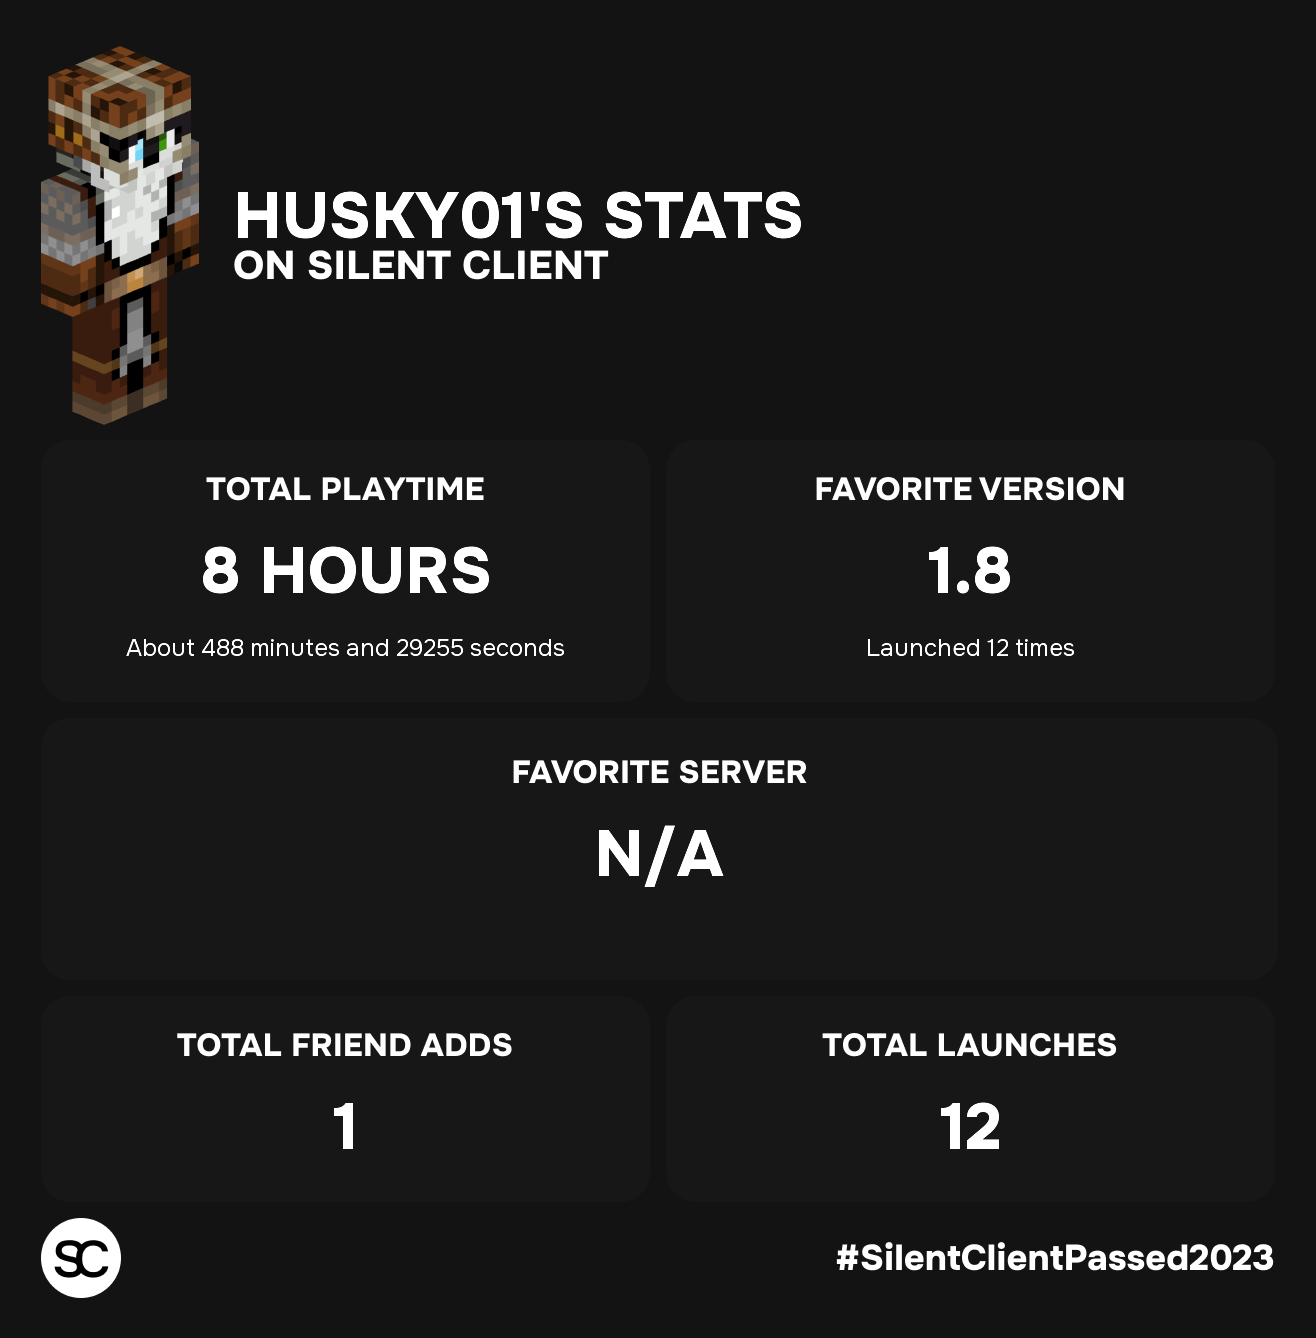 HUSKY01'S STATS
ON SILENT CLIENT
TOTAL PLAYTIME
8 HOURS
About 488 minutes and 29255 seconds
FAVORITE VERSION
1.8
Launched 12 times
FAVORITE SERVER
N/A
TOTAL FRIEND ADDS
1
TOTAL LAUNCHES
12
SC
#SilentClientPassed2023